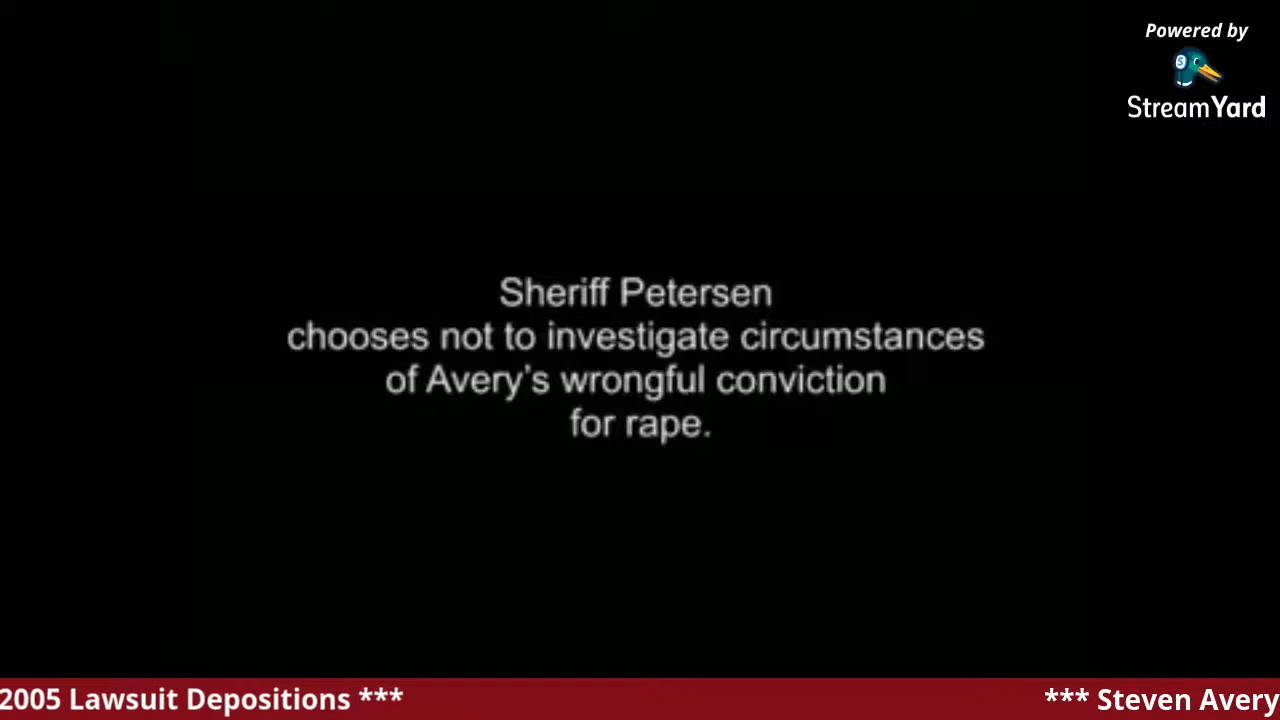 Powered by
StreamYard
Sheriff Petersen
chooses not to investigate circumstances
of Avery's wrongful conviction
for rape.
2005 Lawsuit Depositions ***
*** Steven Avery